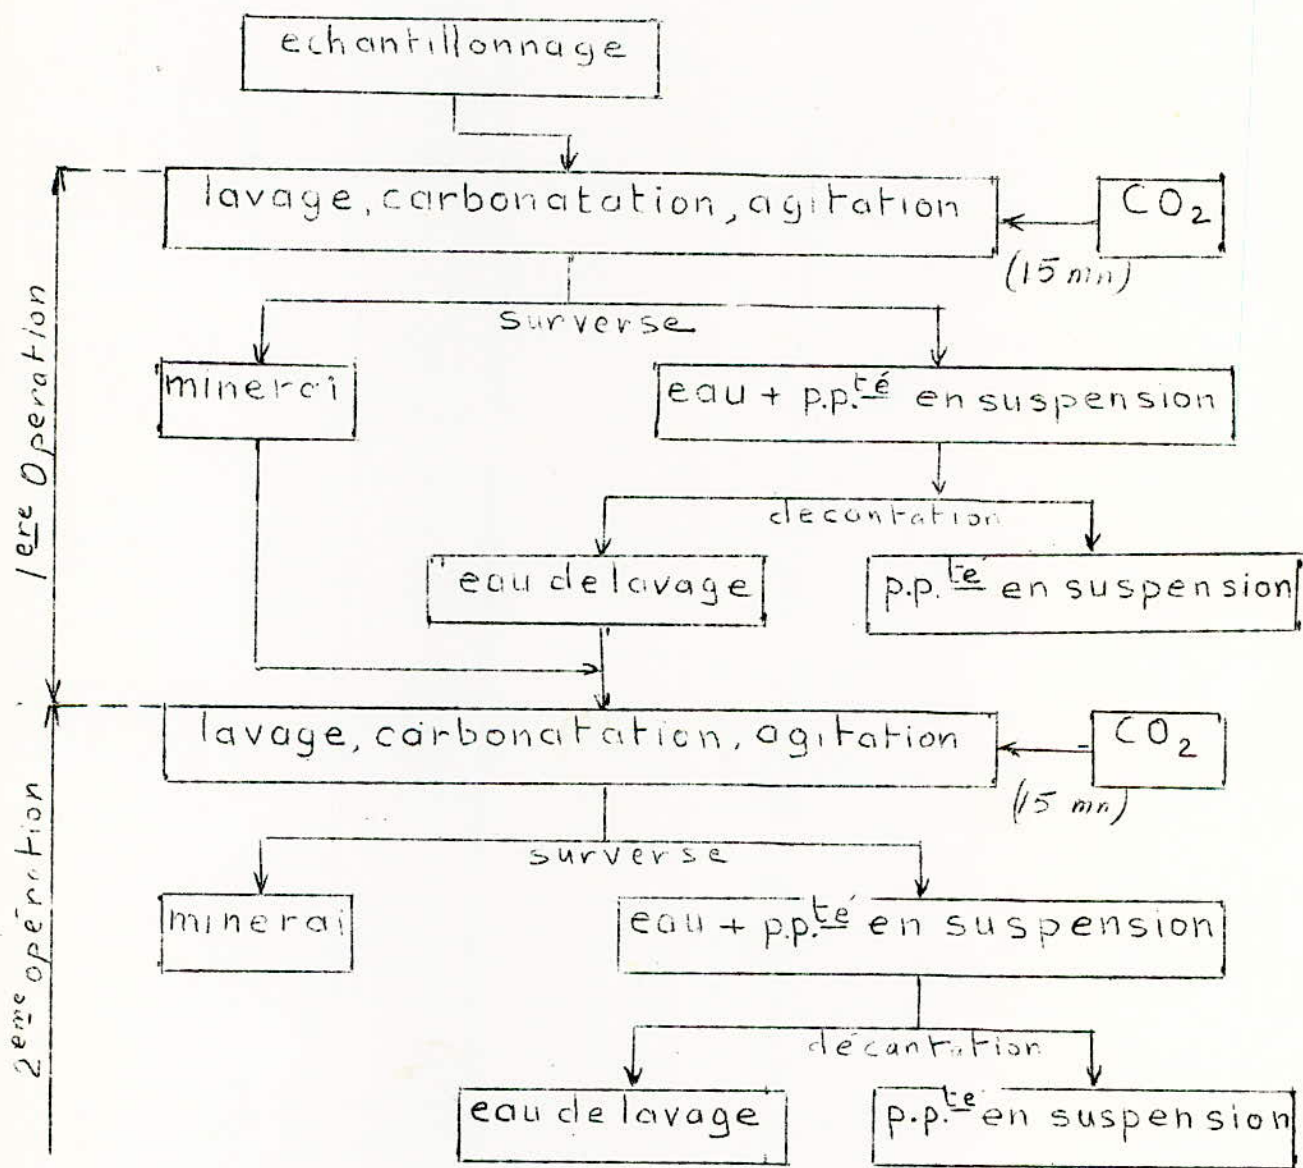 echantillonnage
lavage, carbonatation, agitation
CO₂
(15 mn)
surverse
minerai
eau + p.p.té en suspension
decantation
eau de lavage
p.p.té en suspension
1ere Operation
lavage, carbonatation, agitation
CO₂
(15 mn)
surverse
minerai
eau + p.p.té en suspension
décantation
eau de lavage
p.p.té en suspension
2eme opération